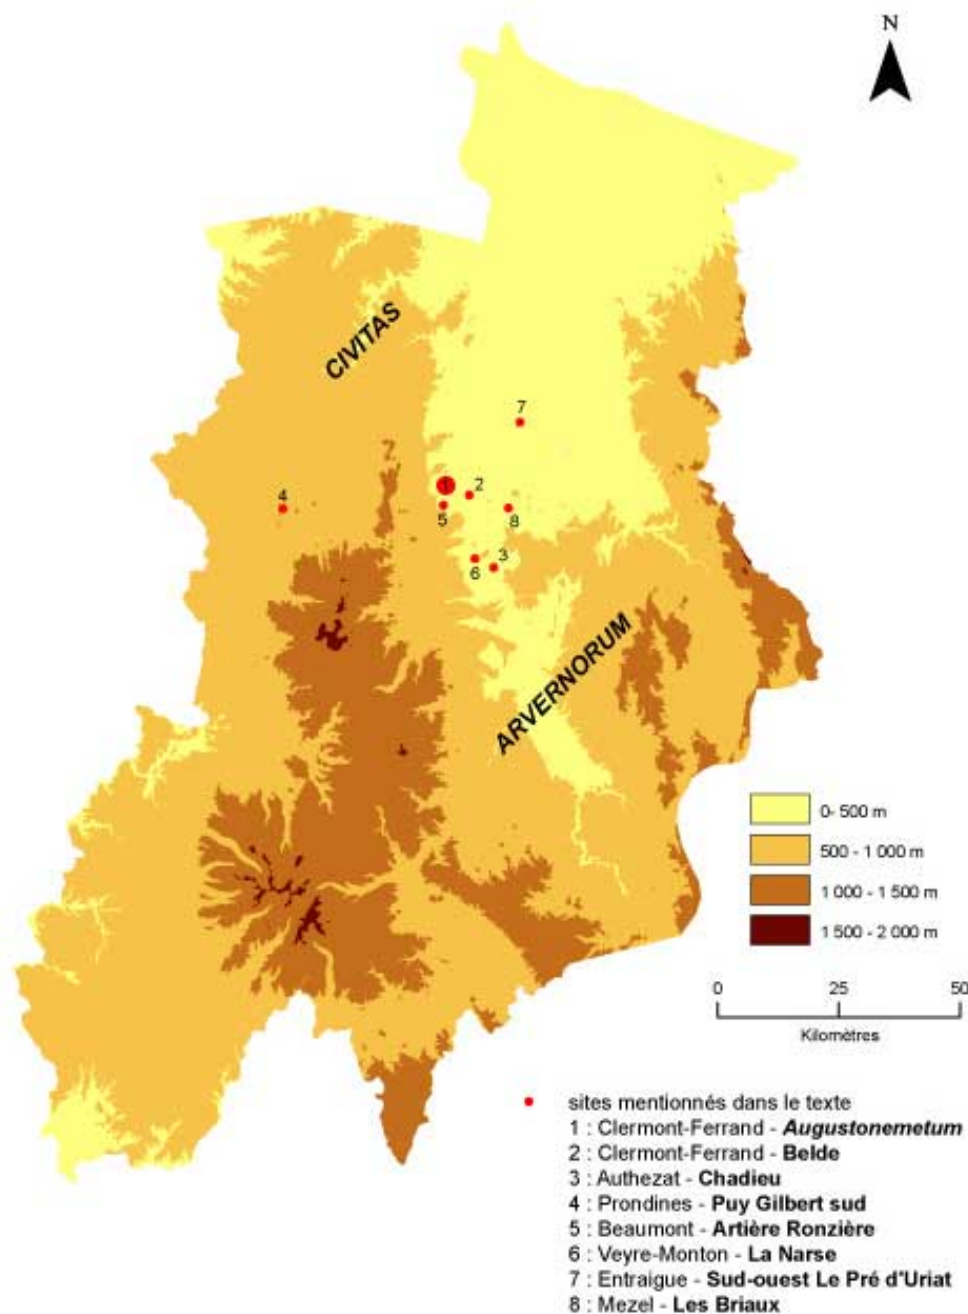 N
CIVITAS
7
1
2
4
5
8
6
3
ARVERNORUM
0- 500 m
500 - 1 000 m
1 000 - 1 500 m
1 500 - 2 000 m
0 25 50
Kilomètres
sites mentionnés dans le texte
1 : Clermont-Ferrand - Augustonemetum
2 : Clermont-Ferrand - Belde
3 : Authezat - Chadieu
4 : Prondines - Puy Gilbert sud
5 : Beaumont - Artière Ronzière
6 : Veyre-Monton - La Narse
7 : Entraigue - Sud-ouest Le Pré d'Uriat
8 : Mezel - Les Briaux